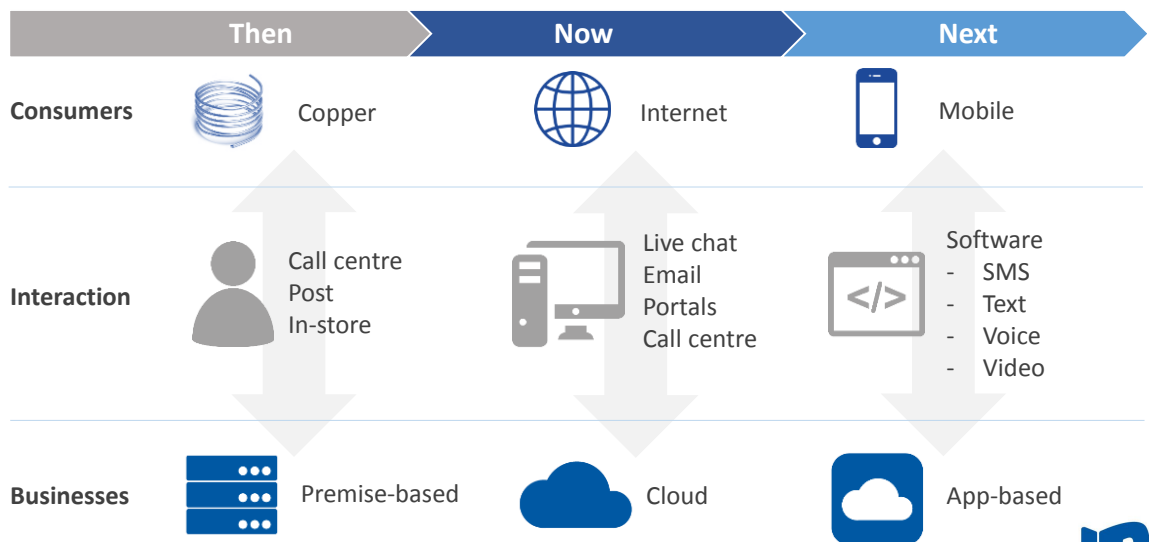 Then Now Next
Consumers Copper Internet Mobile
Call centre
Post
In-store
Live chat
Email
Portals
Call centre
Software
- SMS
- Text
- Voice
- Video
Interaction
</>
Businesses Premise-based Cloud App-based